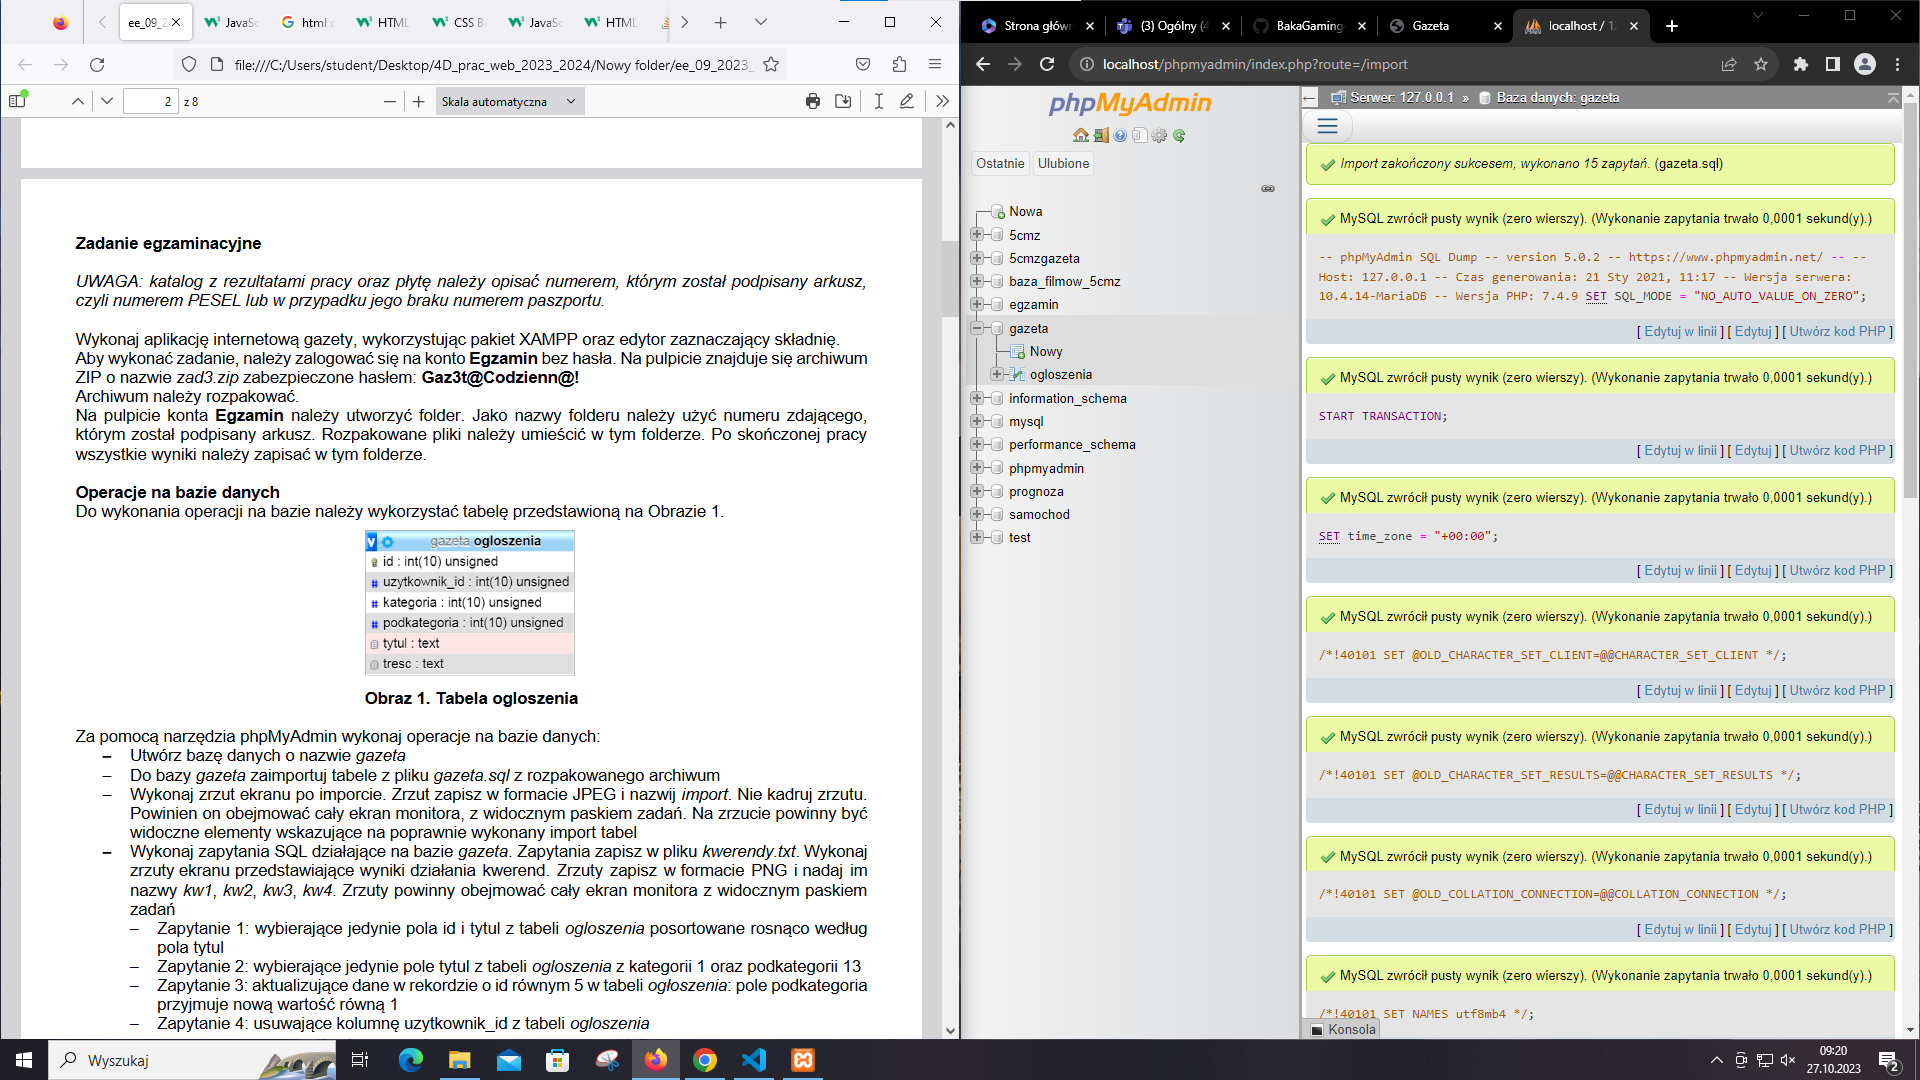 ee_09_2
JavaSc
html c
HTML
CSS B
JavaSc
HTML
file:///C:/Users/student/Desktop/4D_prac_web_2023_2024/Nowy folder/ee_09_2023_
2
z 8
Skala automatyczna
Zadanie egzaminacyjne
UWAGA: katalog z rezultatami pracy oraz płytę należy opisać numerem, którym został podpisany arkusz,
czyli numerem PESEL lub w przypadku jego braku numerem paszportu.
Wykonaj aplikację internetową gazety, wykorzystując pakiet XAMPP oraz edytor zaznaczający składnię.
Aby wykonać zadanie, należy zalogować się na konto Egzamin bez hasła. Na pulpicie znajduje się archiwum
ZIP o nazwie zad3.zip zabezpieczone hasłem: Gaz3t@Codzienn@!
Archiwum należy rozpakować.
Na pulpicie konta Egzamin należy utworzyć folder. Jako nazwy folderu należy użyć numeru zdającego,
którym został podpisany arkusz. Rozpakowane pliki należy umieścić w tym folderze. Po skończonej pracy
wszystkie wyniki należy zapisać w tym folderze.
Operacje na bazie danych
Do wykonania operacji na bazie należy wykorzystać tabelę przedstawioną na Obrazie 1.
gazeta ogloszenia
id : int(10) unsigned
uzytkownik_id : int(10) unsigned
kategoria : int(10) unsigned
podkategoria : int(10) unsigned
tytul : text
tresc : text
Obraz 1. Tabela ogloszenia
Za pomocą narzędzia phpMyAdmin wykonaj operacje na bazie danych:
– Utwórz bazę danych o nazwie gazeta
– Do bazy gazeta zaimportuj tabele z pliku gazeta.sql z rozpakowanego archiwum
– Wykonaj zrzut ekranu po imporcie. Zrzut zapisz w formacie JPEG i nazwij import. Nie kadruj zrzutu.
Powinien on obejmować cały ekran monitora, z widocznym paskiem zadań. Na zrzucie powinny być
widoczne elementy wskazujące na poprawnie wykonany import tabel
– Wykonaj zapytania SQL działające na bazie gazeta. Zapytania zapisz w pliku kwerendy.txt. Wykonaj
zrzuty ekranu przedstawiające wyniki działania kwerend. Zrzuty zapisz w formacie PNG i nadaj im
nazwy kw1, kw2, kw3, kw4. Zrzuty powinny obejmować cały ekran monitora z widocznym paskiem
zadań
– Zapytanie 1: wybierające jedynie pola id i tytul z tabeli ogloszenia posortowane rosnąco według
pola tytul
– Zapytanie 2: wybierające jedynie pole tytul z tabeli ogloszenia z kategorii 1 oraz podkategorii 13
– Zapytanie 3: aktualizujące dane w rekordzie o id równym 5 w tabeli ogłoszenia: pole podkategoria
przyjmuje nową wartość równą 1
– Zapytanie 4: usuwające kolumnę uzytkownik_id z tabeli ogloszenia
Strona główn
(3) Ogólny (4
BakaGaming
Gazeta
localhost / 12
localhost/phpmyadmin/index.php?route=/import
phpMyAdmin
Ostatnie
Ulubione
Nowa
5cmz
5cmzgazeta
baza_filmow_5cmz
egzamin
gazeta
Nowy
ogloszenia
information_schema
mysql
performance_schema
phpmyadmin
prognoza
samochod
test
Serwer: 127.0.0.1 » Baza danych: gazeta
Import zakończony sukcesem, wykonano 15 zapytań. (gazeta.sql)
MySQL zwrócił pusty wynik (zero wierszy). (Wykonanie zapytania trwało 0,0001 sekund(y).)
-- phpMyAdmin SQL Dump -- version 5.0.2 -- https://www.phpmyadmin.net/ -- --
Host: 127.0.0.1 -- Czas generowania: 21 Sty 2021, 11:17 -- Wersja serwera:
10.4.14-MariaDB -- Wersja PHP: 7.4.9 SET SQL_MODE = "NO_AUTO_VALUE_ON_ZERO";
[ Edytuj w linii ] [ Edytuj ] [ Utwórz kod PHP ]
MySQL zwrócił pusty wynik (zero wierszy). (Wykonanie zapytania trwało 0,0001 sekund(y).)
START TRANSACTION;
[ Edytuj w linii ] [ Edytuj ] [ Utwórz kod PHP ]
MySQL zwrócił pusty wynik (zero wierszy). (Wykonanie zapytania trwało 0,0001 sekund(y).)
SET time_zone = "+00:00";
[ Edytuj w linii ] [ Edytuj ] [ Utwórz kod PHP ]
MySQL zwrócił pusty wynik (zero wierszy). (Wykonanie zapytania trwało 0,0001 sekund(y).)
/*!40101 SET @OLD_CHARACTER_SET_CLIENT=@@CHARACTER_SET_CLIENT */;
[ Edytuj w linii ] [ Edytuj ] [ Utwórz kod PHP ]
MySQL zwrócił pusty wynik (zero wierszy). (Wykonanie zapytania trwało 0,0001 sekund(y).)
/*!40101 SET @OLD_CHARACTER_SET_RESULTS=@@CHARACTER_SET_RESULTS */;
[ Edytuj w linii ] [ Edytuj ] [ Utwórz kod PHP ]
MySQL zwrócił pusty wynik (zero wierszy). (Wykonanie zapytania trwało 0,0001 sekund(y).)
/*!40101 SET @OLD_COLLATION_CONNECTION=@@COLLATION_CONNECTION */;
[ Edytuj w linii ] [ Edytuj ] [ Utwórz kod PHP ]
MySQL zwrócił pusty wynik (zero wierszy). (Wykonanie zapytania trwało 0,0001 sekund(y).)
/*!40101 SET NAMES utf8mb4 */;
Konsola
Wyszukaj
09:20
27.10.2023
2